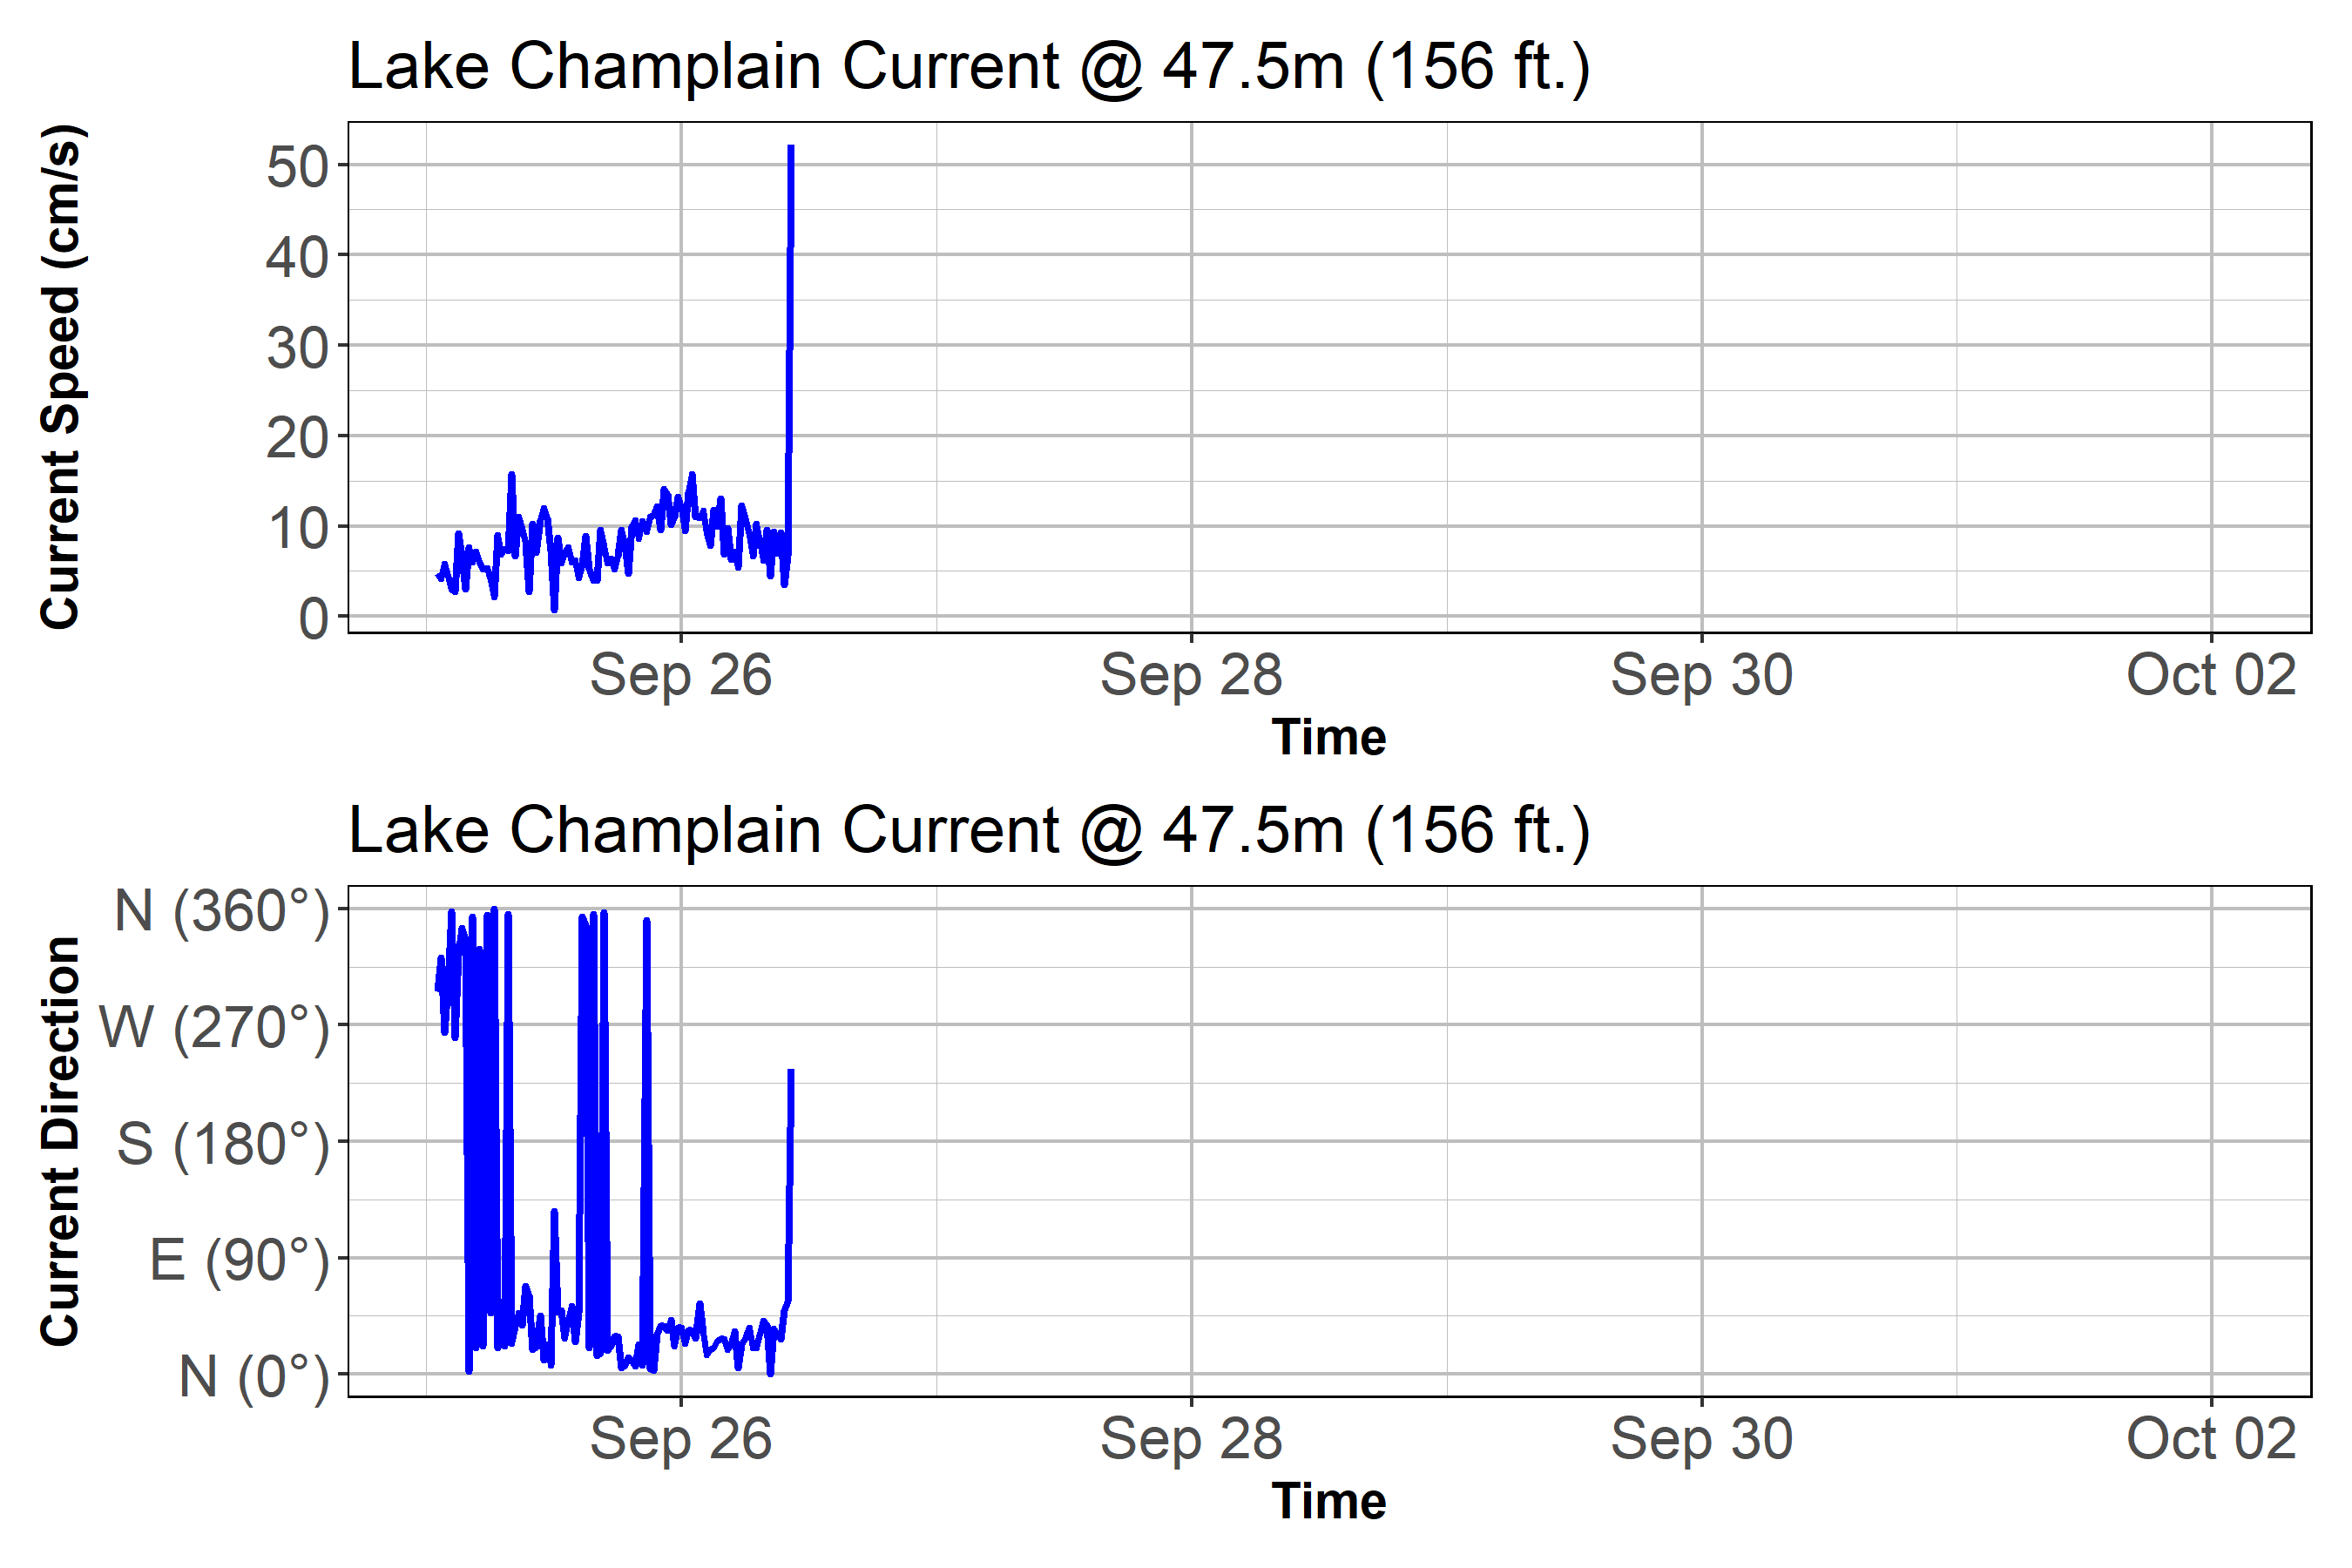 Lake Champlain Current @ 47.5m (156 ft.)
Current Speed (cm/s)
50
40
30
20
10
0
Sep 26 Sep 28 Sep 30 Oct 02
Time
Lake Champlain Current @ 47.5m (156 ft.)
Current Direction
N (360°)
W (270°)
S (180°)
E (90°)
N (0°)
Sep 26 Sep 28 Sep 30 Oct 02
Time